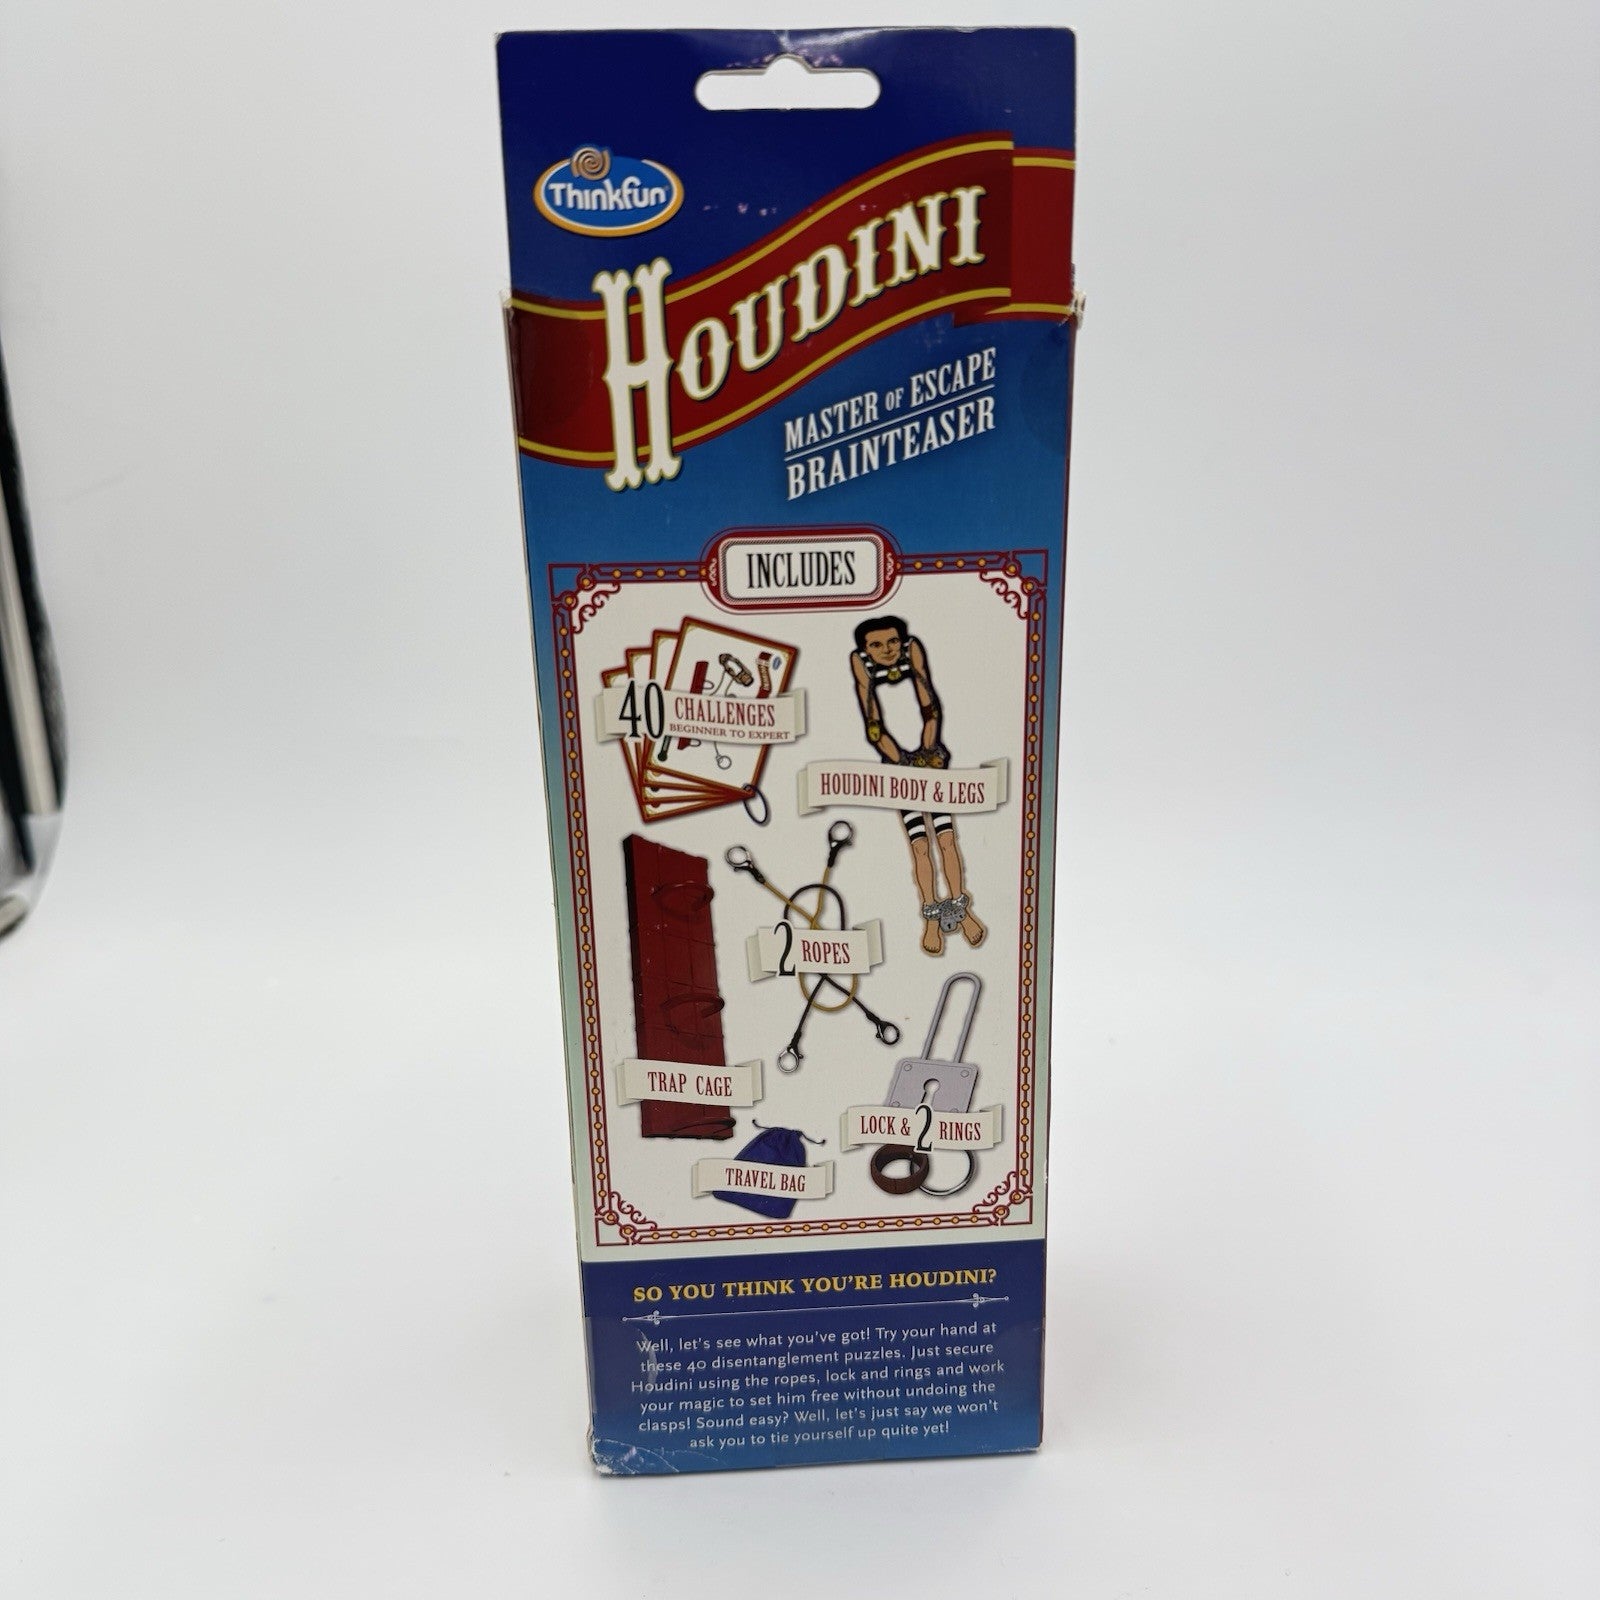 ThinkFun
HOUDINI
MASTER OF ESCAPE
BRAINTEASER
INCLUDES
40 CHALLENGES
BEGINNER TO EXPERT
HOUDINI BODY & LEGS
2 ROPES
TRAP CAGE
LOCK & 2 RINGS
TRAVEL BAG
SO YOU THINK YOU'RE HOUDINI?
Well, let's see what you've got! Try your hand at
these 40 disentanglement puzzles. Just secure
Houdini using the ropes, lock and rings and work
your magic to set him free without undoing the
clasps! Sound easy? Well, let's just say we won't
ask you to tie yourself up quite yet!